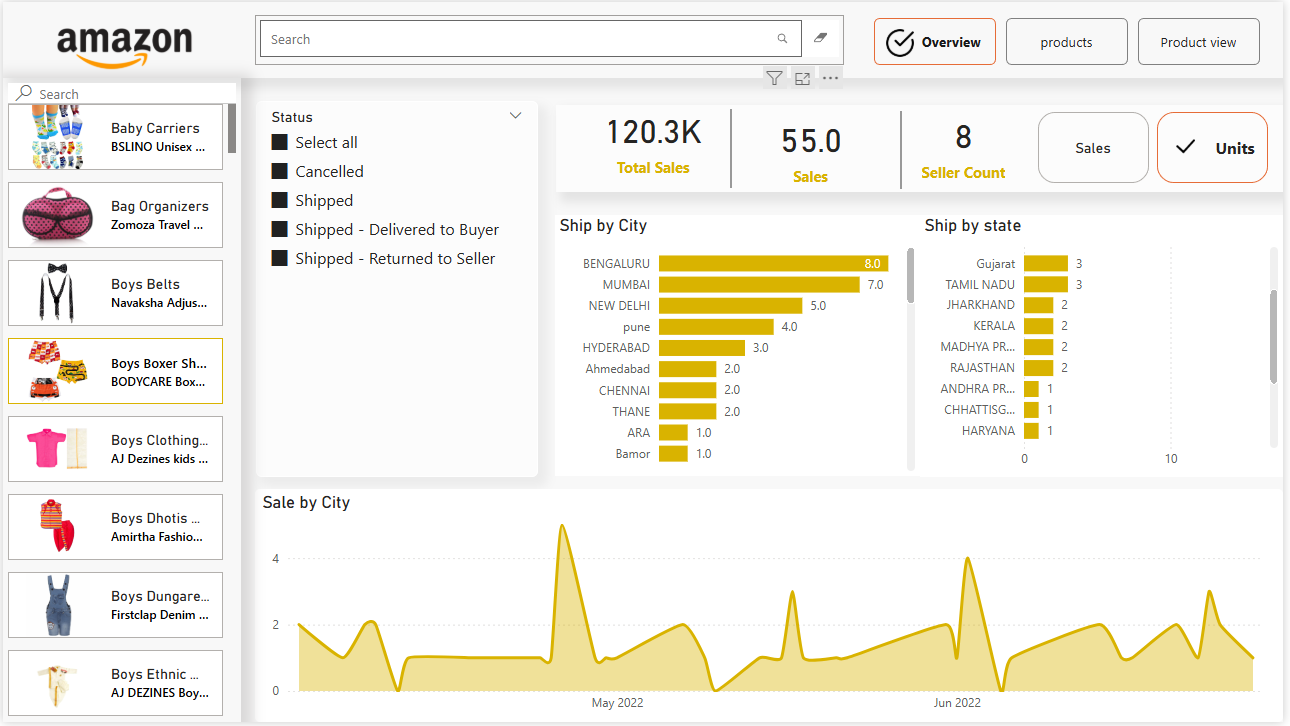 amazon
Search
Overview
products
Product view
Search
Baby Carriers
BSLINO Unisex ...
Bag Organizers
Zomoza Travel ...
Boys Belts
Navaksha Adjus...
Boys Boxer Sh...
BODYCARE Box...
Boys Clothing...
AJ Dezines kids ...
Boys Dhotis ...
Amirtha Fashio...
Boys Dungare...
Firstclap Denim ...
Boys Ethnic ...
AJ DEZINES Boy...
Status
Select all
Cancelled
Shipped
Shipped - Delivered to Buyer
Shipped - Returned to Seller
120.3K
Total Sales
55.0
Sales
8
Seller Count
Sales
Units
Ship by City
BENGALURU 8.0
MUMBAI 7.0
NEW DELHI 5.0
pune 4.0
HYDERABAD 3.0
Ahmedabad 2.0
CHENNAI 2.0
THANE 2.0
ARA 1.0
Bamor 1.0
Ship by state
Gujarat 3
TAMIL NADU 3
JHARKHAND 2
KERALA 2
MADHYA PR... 2
RAJASTHAN 2
ANDHRA PR... 1
CHHATTISG... 1
HARYANA 1
0 10
Sale by City
4
2
0
May 2022 Jun 2022